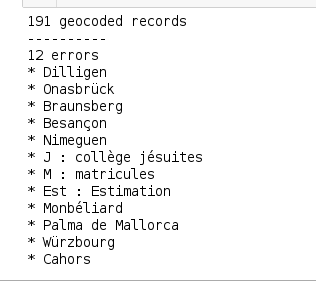 191 geocoded records
----------
12 errors
* Dilligen
* Onasbrück
* Braunsberg
* Besançon
* Nimeguen
* J : collège jésuites
* M : matricules
* Est : Estimation
* Monbéliard
* Palma de Mallorca
* Würzbourg
* Cahors